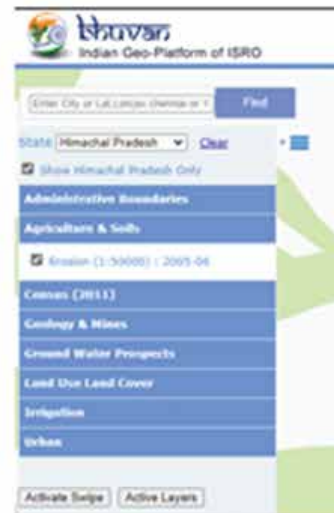 bhuvan
Indian Geo-Platform of ISRO
Find
State Himachal Pradesh Clear
Show Himachal Pradesh Only
Administrative Boundaries
Agriculture & Soils
Erosion (1:50000) : 2005-06
Census (2011)
Geology & Mines
Ground Water Prospects
Land Use Land Cover
Irrigation
Urban
Activate Swipe Active Layers